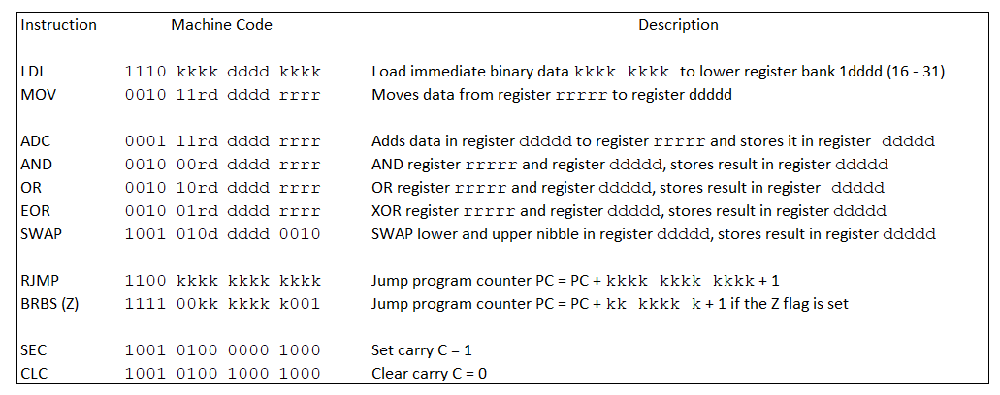 Instruction Machine Code Description
LDI 1110 kkkk dddd kkkk Load immediate binary data kkkk kkkk to lower register bank 1dddd (16 - 31)
MOV 0010 11rd dddd rrrr Moves data from register rrrrr to register ddddd
ADC 0001 11rd dddd rrrr Adds data in register ddddd to register rrrrr and stores it in register ddddd
AND 0010 00rd dddd rrrr AND register rrrrr and register ddddd, stores result in register ddddd
OR 0010 10rd dddd rrrr OR register rrrrr and register ddddd, stores result in register ddddd
EOR 0010 01rd dddd rrrr XOR register rrrrr and register ddddd, stores result in register ddddd
SWAP 1001 010d dddd 0010 SWAP lower and upper nibble in register ddddd, stores result in register ddddd
RJMP 1100 kkkk kkkk kkkk Jump program counter PC = PC + kkkk kkkk kkkk + 1
BRBS (Z) 1111 00kk kkkk k001 Jump program counter PC = PC + kk kkkk k + 1 if the Z flag is set
SEC 1001 0100 0000 1000 Set carry C = 1
CLC 1001 0100 1000 1000 Clear carry C = 0